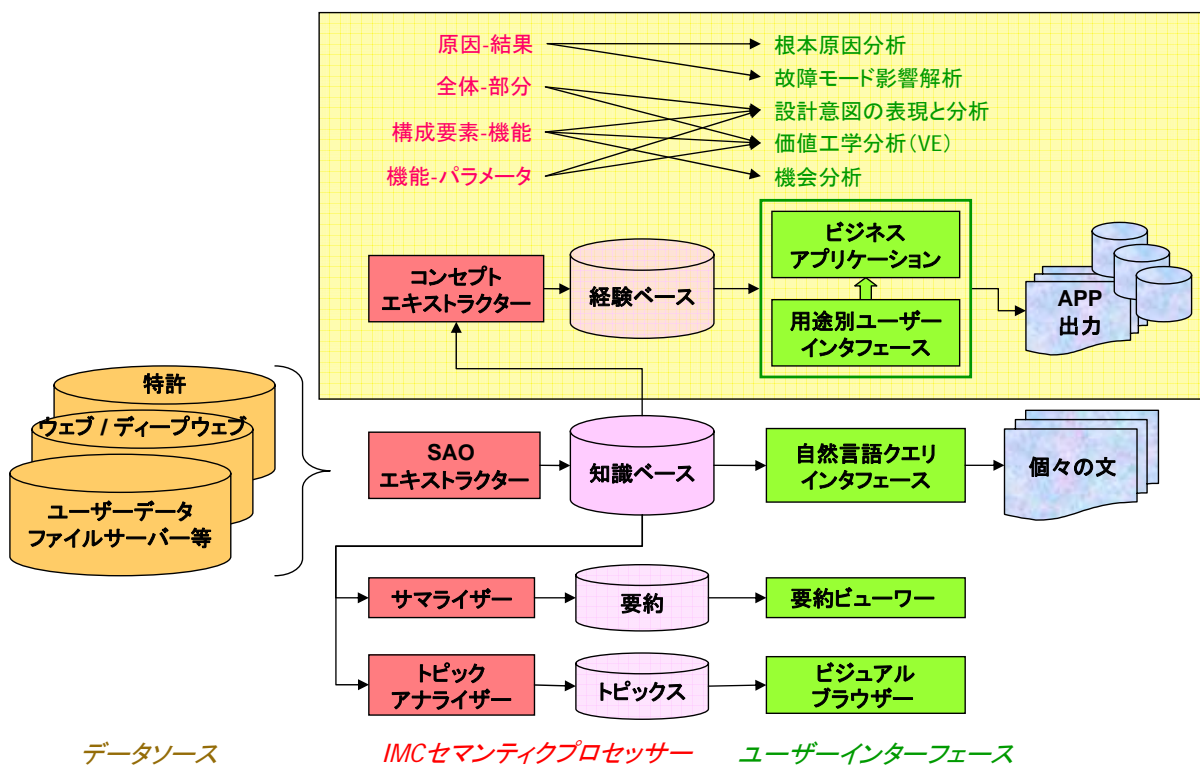 原因-結果
根本原因分析
故障モード影響解析
全体-部分
設計意図の表現と分析
構成要素-機能
価値工学分析(VE)
機能-パラメータ
機会分析
コンセプト
エキストラクター
経験ベース
ビジネス
アプリケーション
用途別ユーザー
インタフェース
APP
出力
特許
ウェブ / ディープウェブ
ユーザーデータ
ファイルサーバー等
SAO
エキストラクター
知識ベース
自然言語クエリ
インタフェース
個々の文
サマライザー
要約
要約ビューワー
トピック
アナライザー
トピックス
ビジュアル
ブラウザー
データソース
IMCセマンティクプロセッサー
ユーザーインターフェース